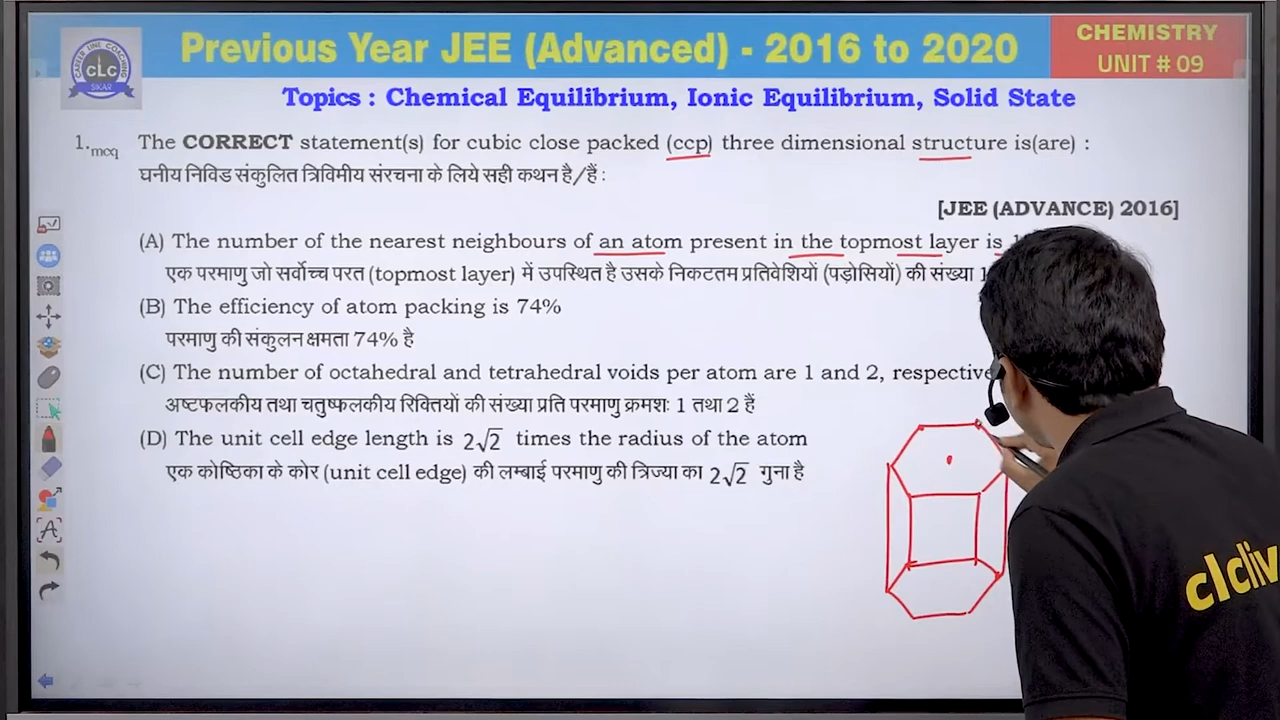 Previous Year JEE (Advanced) - 2016 to 2020
CHEMISTRY
UNIT # 09
CAREER LINE COACHING
CLC
SIKAR
Topics : Chemical Equilibrium, Ionic Equilibrium, Solid State
1.mcq The CORRECT statement(s) for cubic close packed (ccp) three dimensional structure is(are) :
घनीय निविड संकुलित त्रिविमीय संरचना के लिये सही कथन है/हैं :
[JEE (ADVANCE) 2016]
(A) The number of the nearest neighbours of an atom present in the topmost layer is
एक परमाणु जो सर्वोच्च परत (topmost layer) में उपस्थित है उसके निकटतम प्रतिवेशियों (पड़ोसियों) की संख्या
(B) The efficiency of atom packing is 74%
परमाणु की संकुलन क्षमता 74% है
(C) The number of octahedral and tetrahedral voids per atom are 1 and 2,
अष्टफलकीय तथा चतुष्फलकीय रिक्तियों की संख्या प्रति परमाणु क्रमशः 1 तथा 2 हैं
(D) The unit cell edge length is 2√2 times the radius of the atom
एक कोष्ठिका के कोर (unit cell edge) की लम्बाई परमाणु की त्रिज्या का 2√2 गुना है
A